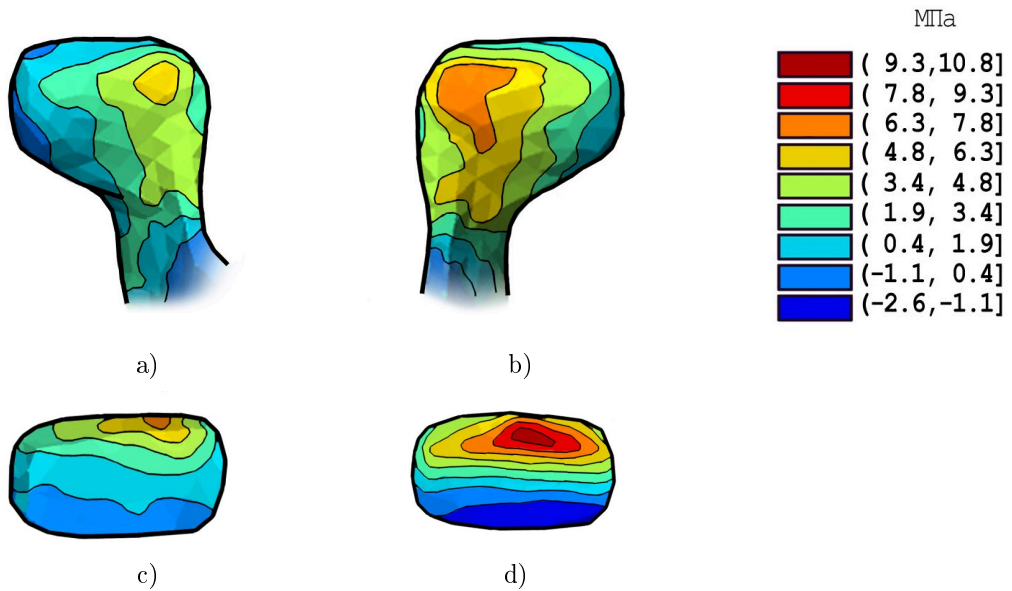 МПа
( 9.3,10.8]
( 7.8, 9.3]
( 6.3, 7.8]
( 4.8, 6.3]
( 3.4, 4.8]
( 1.9, 3.4]
( 0.4, 1.9]
(-1.1, 0.4]
(-2.6,-1.1]
a) b)
c) d)